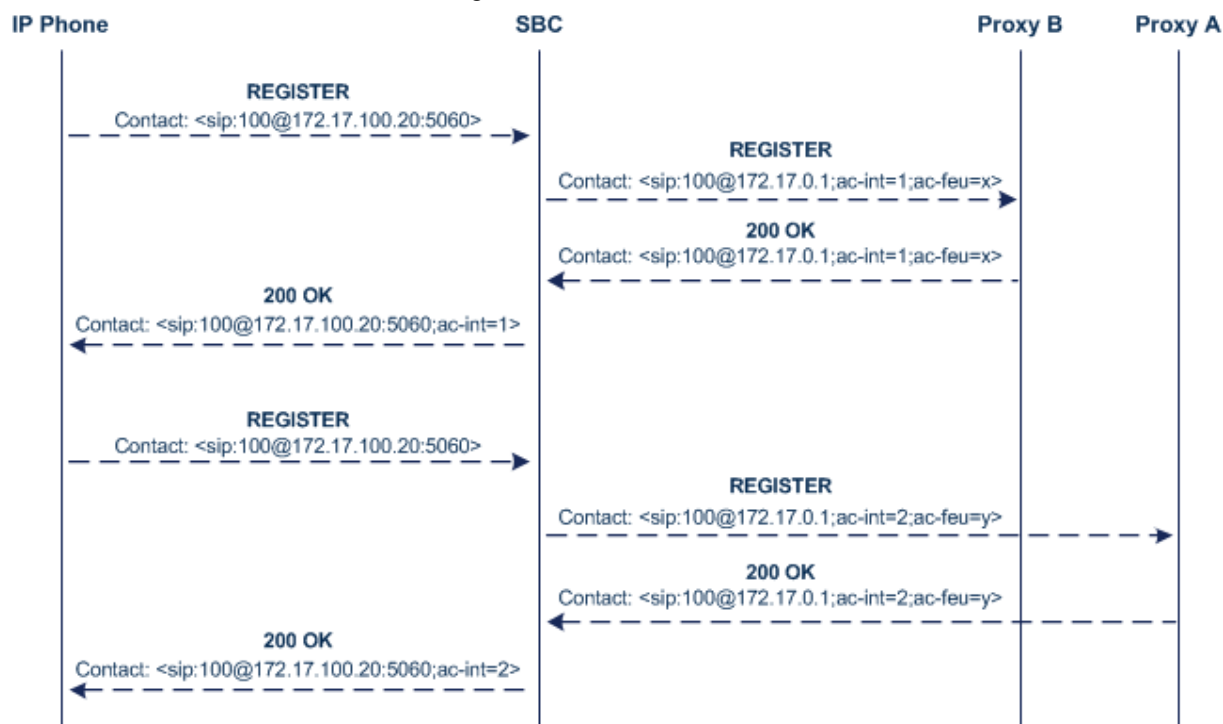 IP Phone SBC Proxy B Proxy A
REGISTER
Contact: <sip:100@172.17.100.20:5060>
REGISTER
Contact: <sip:100@172.17.0.1;ac-int=1;ac-feu=x>
200 OK
Contact: <sip:100@172.17.0.1;ac-int=1;ac-feu=x>
200 OK
Contact: <sip:100@172.17.100.20:5060;ac-int=1>
REGISTER
Contact: <sip:100@172.17.100.20:5060>
REGISTER
Contact: <sip:100@172.17.0.1;ac-int=2;ac-feu=y>
200 OK
Contact: <sip:100@172.17.0.1;ac-int=2;ac-feu=y>
200 OK
Contact: <sip:100@172.17.100.20:5060;ac-int=2>